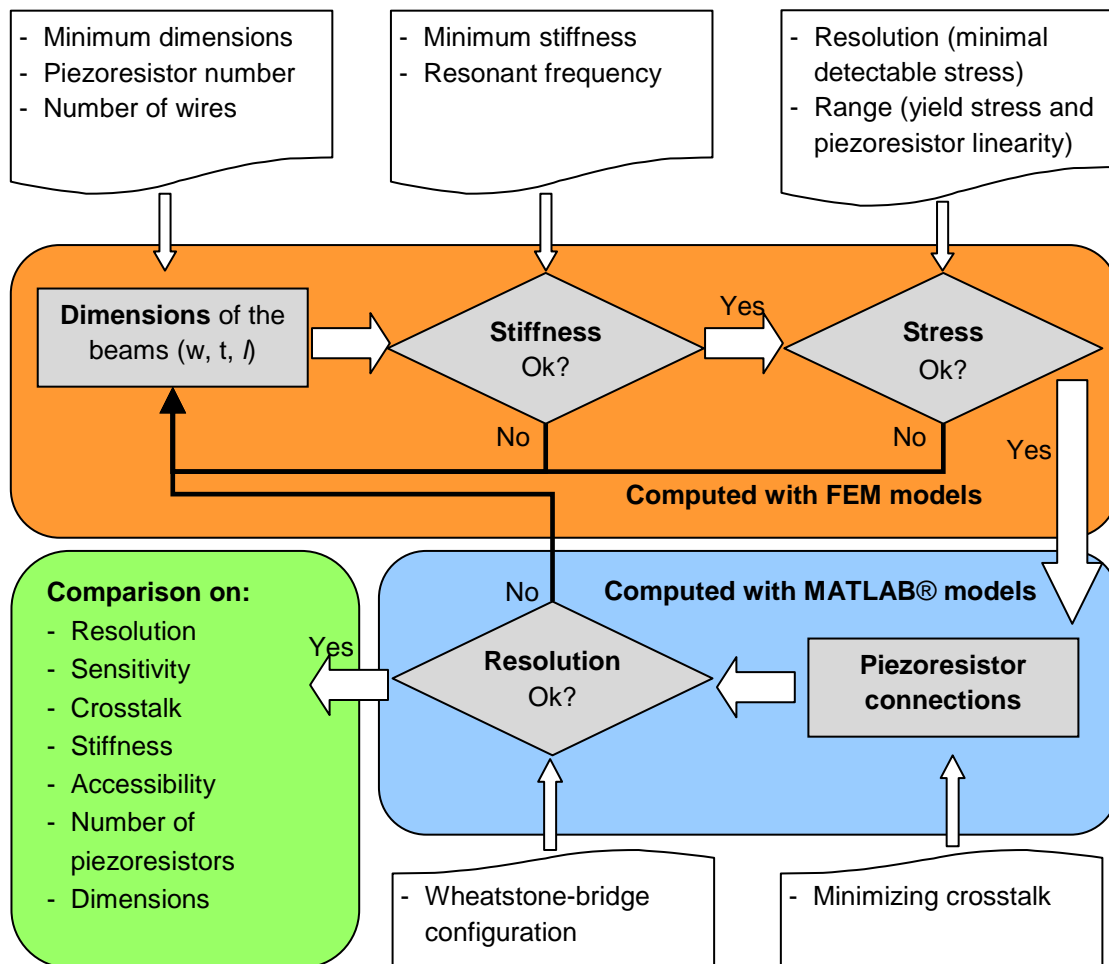 - Minimum dimensions
- Piezoresistor number
- Number of wires
- Minimum stiffness
- Resonant frequency
- Resolution (minimal
detectable stress)
- Range (yield stress and
piezoresistor linearity)
Dimensions of the
beams (w, t, l)
Stiffness
Ok?
Yes
Stress
Ok?
No
No
Yes
Computed with FEM models
Comparison on:
- Resolution
- Sensitivity
- Crosstalk
- Stiffness
- Accessibility
- Number of
piezoresistors
- Dimensions
Yes
No
Computed with MATLAB® models
Resolution
Ok?
Piezoresistor
connections
- Wheatstone-bridge
configuration
- Minimizing crosstalk